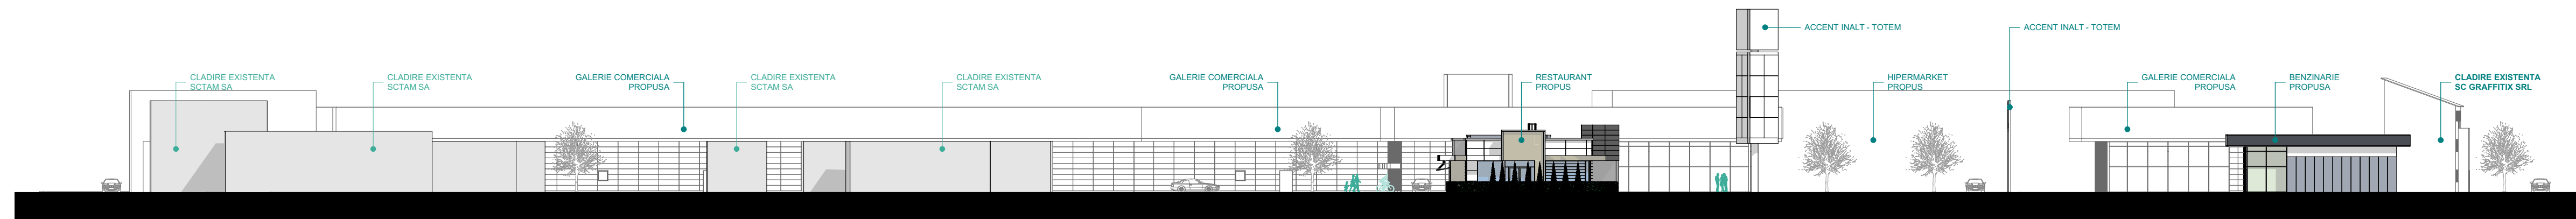 ACCENT INALT - TOTEM
ACCENT INALT - TOTEM
CLADIRE EXISTENTA
SCTAM SA
CLADIRE EXISTENTA
SCTAM SA
GALERIE COMERCIALA
PROPUSA
CLADIRE EXISTENTA
SCTAM SA
CLADIRE EXISTENTA
SCTAM SA
GALERIE COMERCIALA
PROPUSA
RESTAURANT
PROPUS
HIPERMARKET
PROPUS
GALERIE COMERCIALA
PROPUSA
BENZINARIE
PROPUSA
CLADIRE EXISTENTA
SC GRAFFITIX SRL